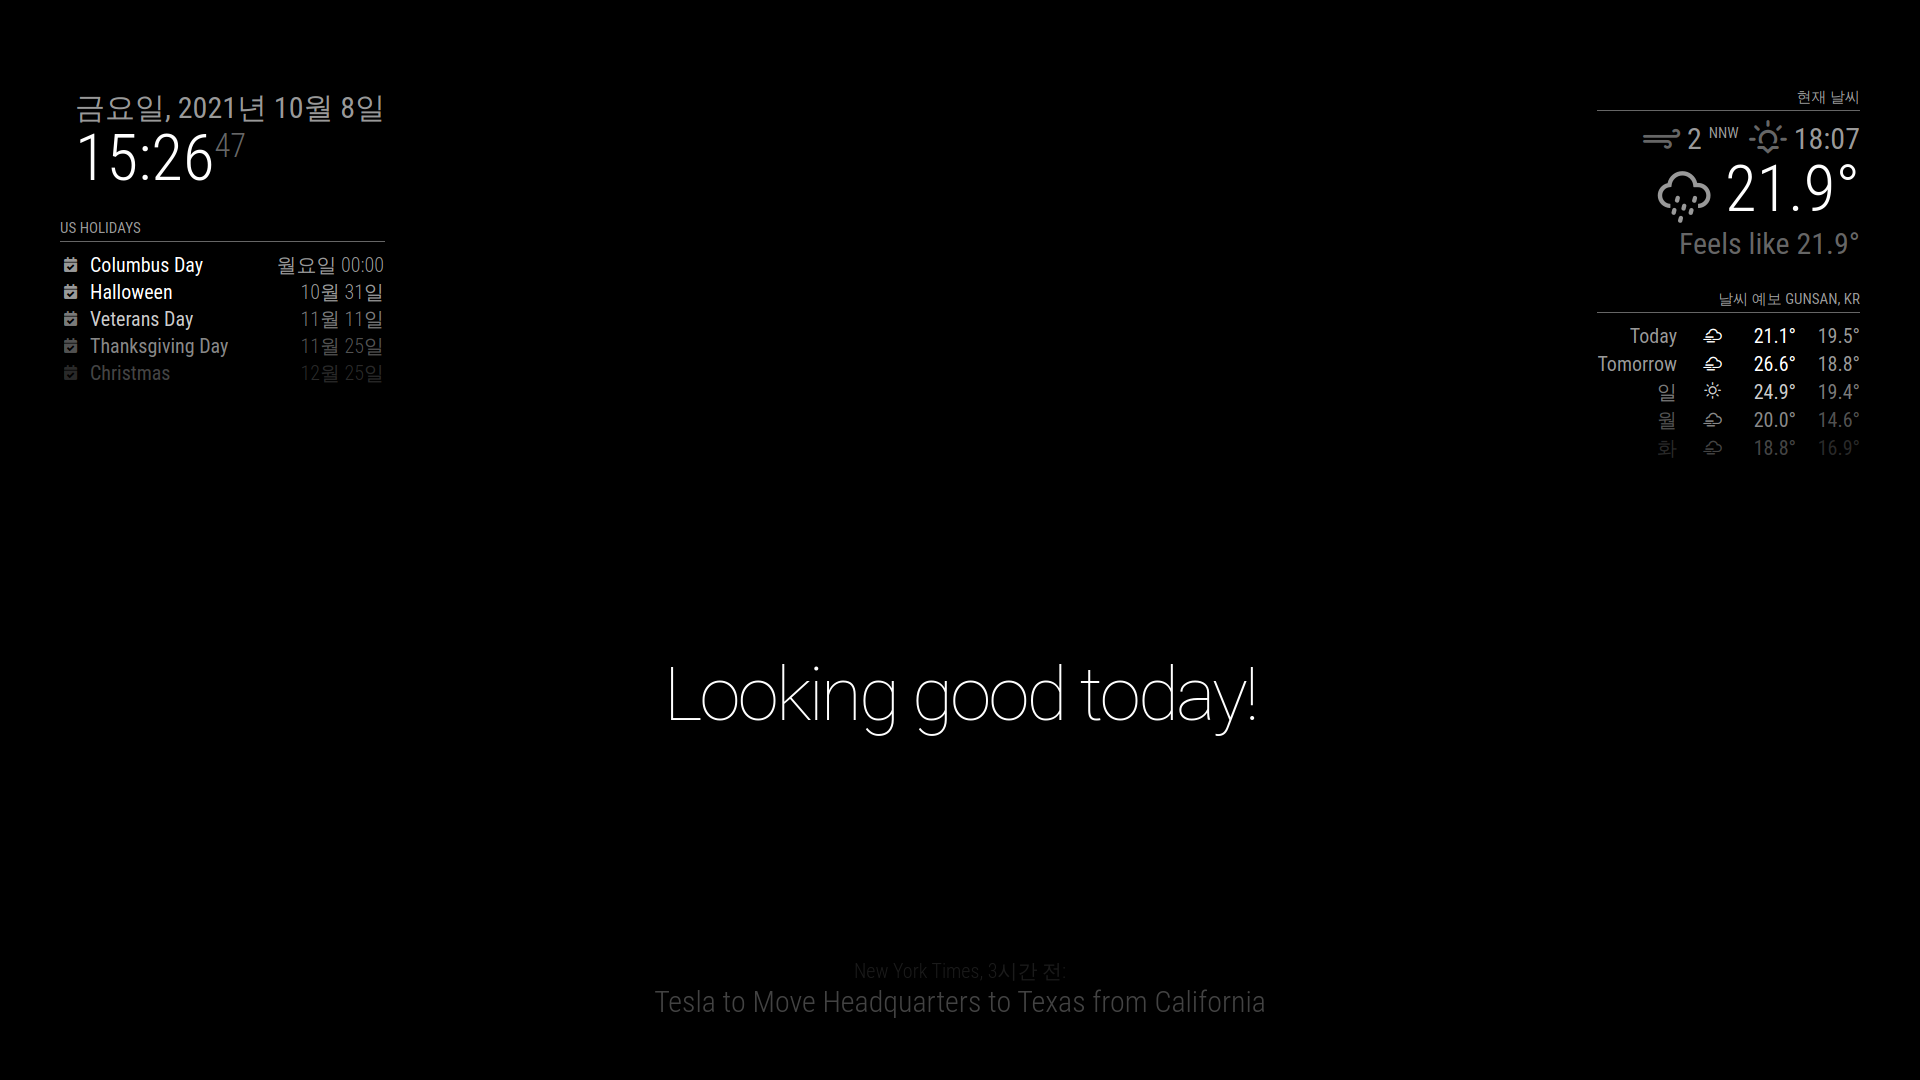 금요일, 2021년 10월 8일
15:26 47
US HOLIDAYS
Columbus Day 월요일 00:00
Halloween 10월 31일
Veterans Day 11월 11일
Thanksgiving Day 11월 25일
Christmas 12월 25일
현재 날씨
2 NNW 18:07
21.9°
Feels like 21.9°
날씨 예보 GUNSAN, KR
Today 21.1° 19.5°
Tomorrow 26.6° 18.8°
일 24.9° 19.4°
월 20.0° 14.6°
화 18.8° 16.9°
Looking good today!
New York Times, 3시간 전:
Tesla to Move Headquarters to Texas from California